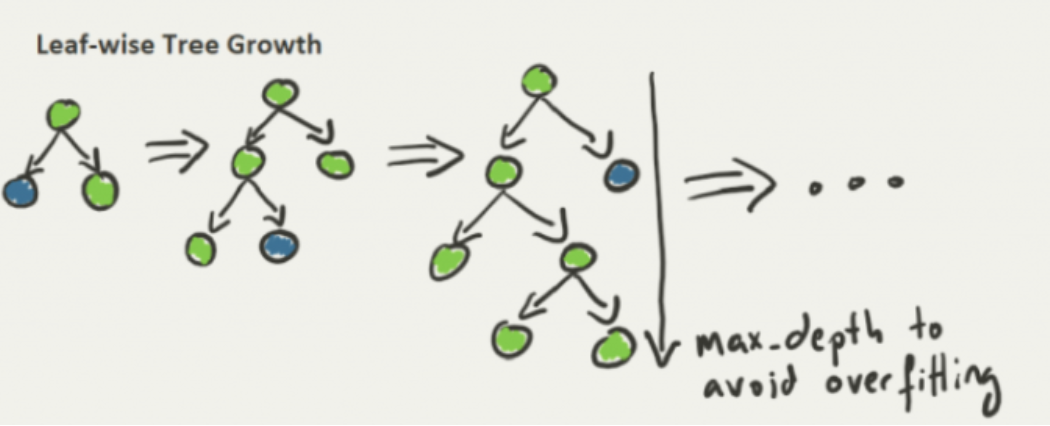 Leaf-wise Tree Growth
max_depth to
avoid overfitting